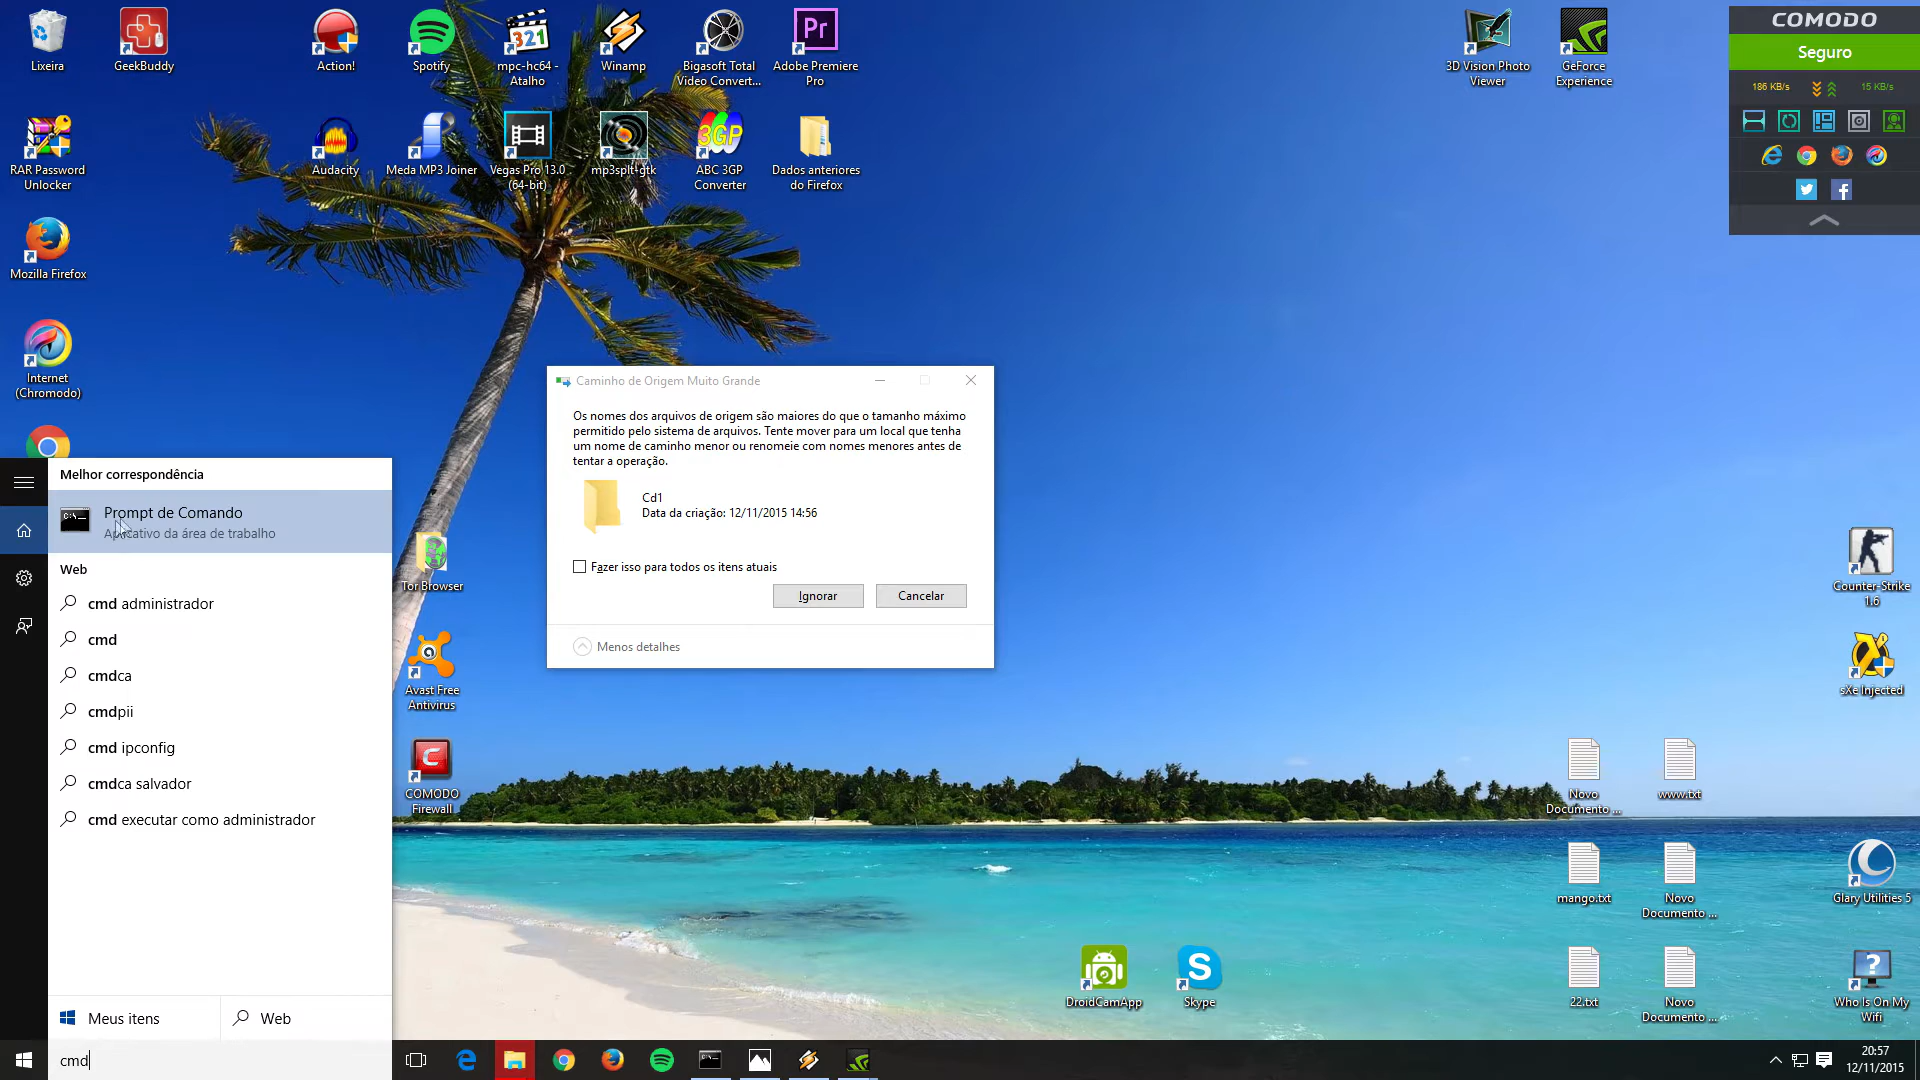 Lixeira
GeekBuddy
Action!
Spotify
mpc-hc64 -
Atalho
321
Winamp
Bigasoft Total
Video Convert...
Pr
Adobe Premiere
Pro
3D Vision Photo
Viewer
GeForce
Experience
COMODO
Seguro
186 KB/s
15 KB/s
RAR Password
Unlocker
Audacity
Meda MP3 Joiner
Vegas Pro 13.0
(64-bit)
mp3splt-gtk
3GP
ABC 3GP
Converter
Dados anteriores
do Firefox
Mozilla Firefox
Internet
(Chromodo)
Caminho de Origem Muito Grande
Os nomes dos arquivos de origem são maiores do que o tamanho máximo
permitido pelo sistema de arquivos. Tente mover para um local que tenha
um nome de caminho menor ou renomeie com nomes menores antes de
tentar a operação.
Cd1
Data da criação: 12/11/2015 14:56
Fazer isso para todos os itens atuais
Ignorar
Cancelar
Menos detalhes
Melhor correspondência
Prompt de Comando
Aplicativo da área de trabalho
Web
cmd administrador
cmd
cmdca
cmdpii
cmd ipconfig
cmdca salvador
cmd executar como administrador
Meus itens
Web
cmd
Tor Browser
Avast Free
Antivirus
COMODO
Firewall
Counter-Strike
1.6
sXe Injected
Novo
Documento ...
www.txt
mango.txt
Novo
Documento ...
Glary Utilities 5
DroidCamApp
Skype
22.txt
Novo
Documento ...
Who Is On My
Wifi
20:57
12/11/2015